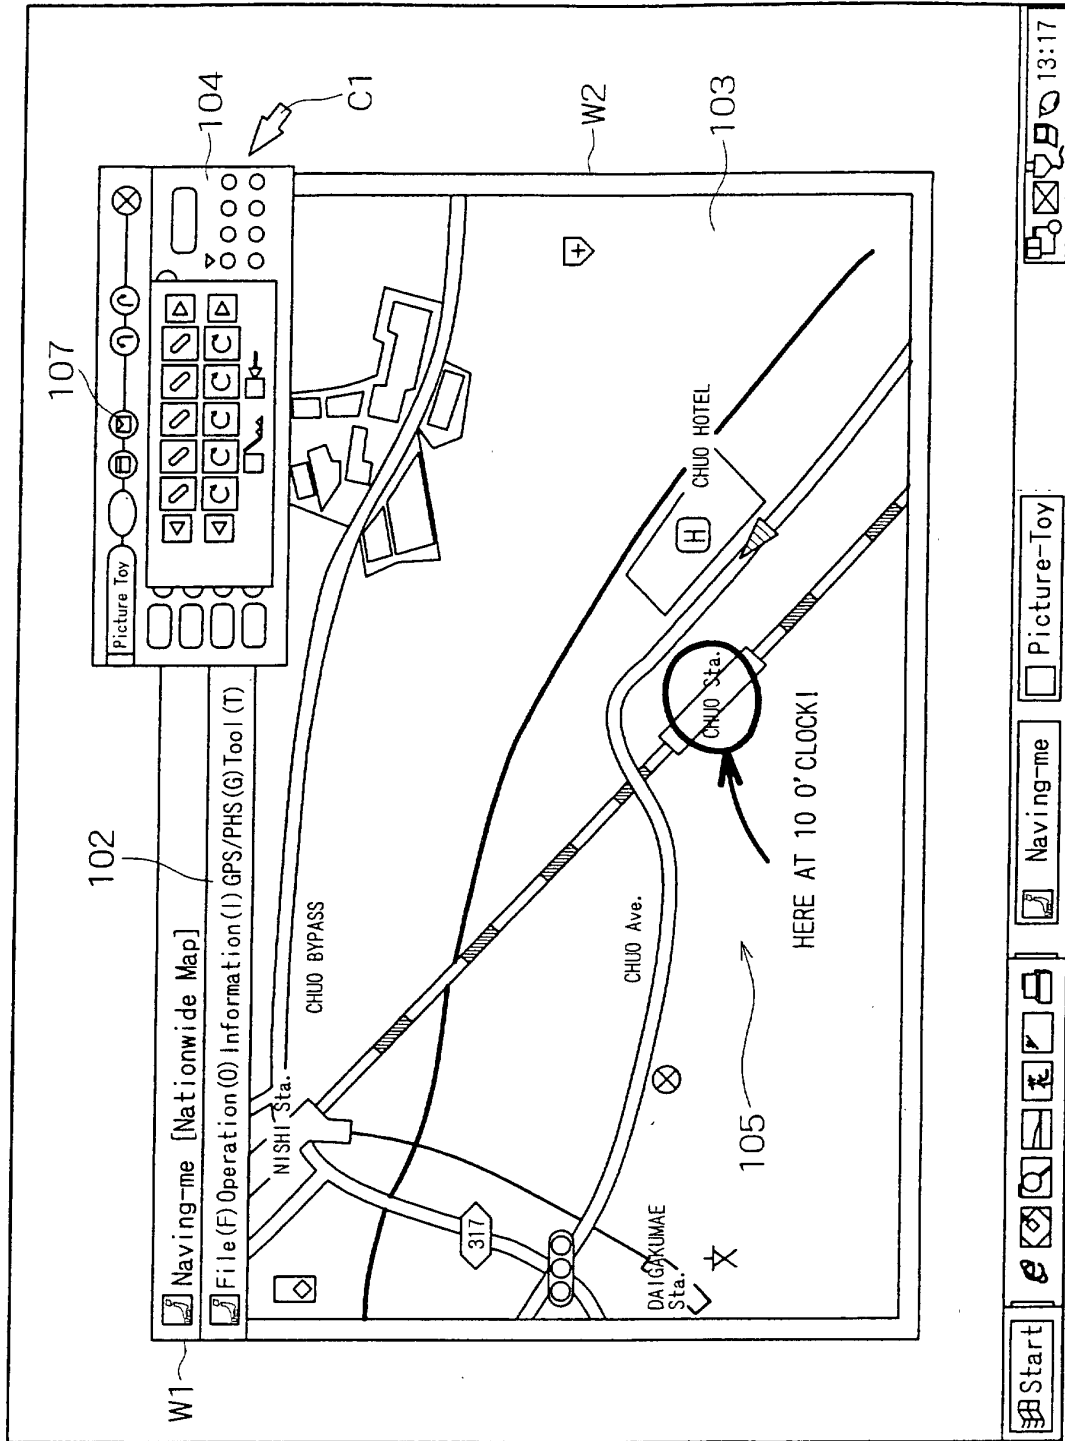 C1
104
107
Picture Toy
102
W1
Naving-me [Nationwide Map]
File(F) Operation(O) Information(I) GPS/PHS(G) Tool(T)
W2
103
NISHI Sta.
CHUO BYPASS
CHUO HOTEL
H
317
CHUO Ave.
CHUO Sta.
DAIGAKUMAE
Sta.
文
HERE AT 10 O'CLOCK!
105
Start
e
花
Naving-me
Picture-Toy
13:17